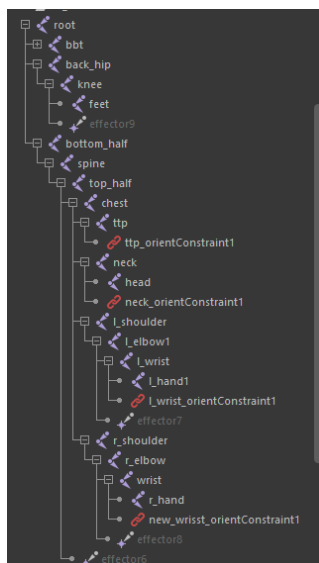 root
bbt
back_hip
knee
feet
effector9
bottom_half
spine
top_half
chest
ttp
ttp_orientConstraint1
neck
head
neck_orientConstraint1
l_shoulder
l_elbow1
l_wrist
l_hand1
l_wrist_orientConstraint1
effector7
r_shoulder
r_elbow
wrist
r_hand
new_wrisst_orientConstraint1
effector8
effector6